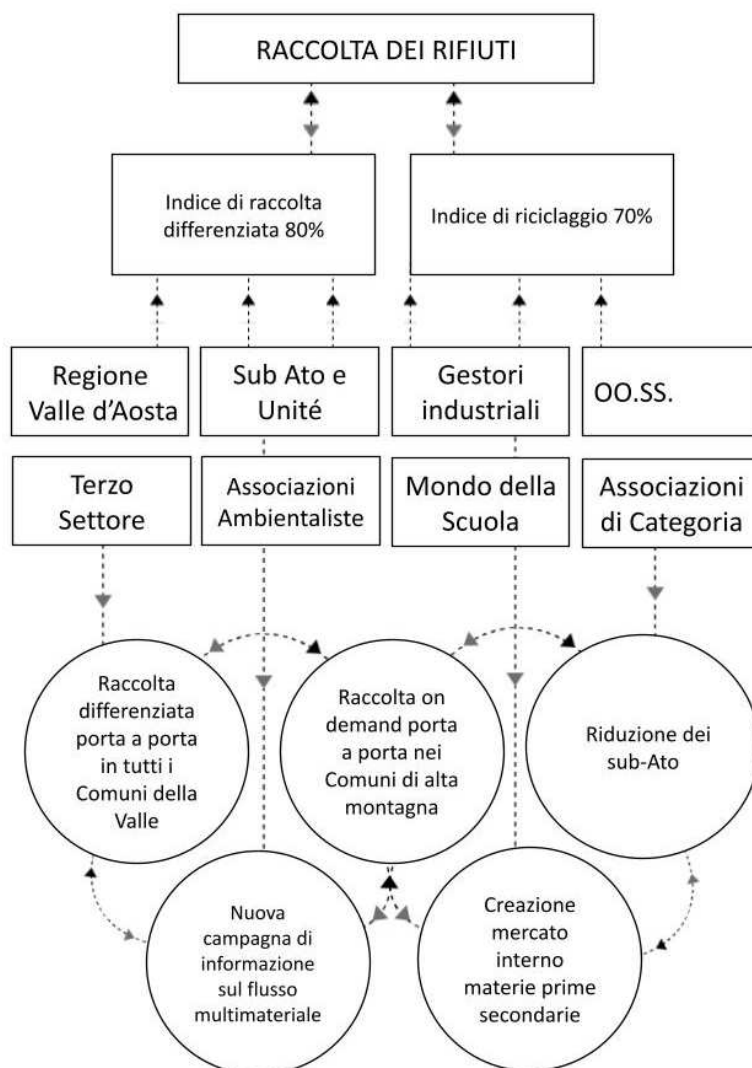 RACCOLTA DEI RIFIUTI
Indice di raccolta
differenziata 80%
Indice di riciclaggio 70%
Regione
Valle d’Aosta
Sub Ato e
Unité
Gestori
industriali
OO.SS.
Terzo
Settore
Associazioni
Ambientaliste
Mondo della
Scuola
Associazioni
di Categoria
Raccolta
differenziata
porta a porta
in tutti i
Comuni della
Valle
Raccolta on
demand porta
a porta nei
Comuni di alta
montagna
Riduzione dei
sub-Ato
Nuova
campagna di
informazione
sul flusso
multimateriale
Creazione
mercato
interno
materie prime
secondarie